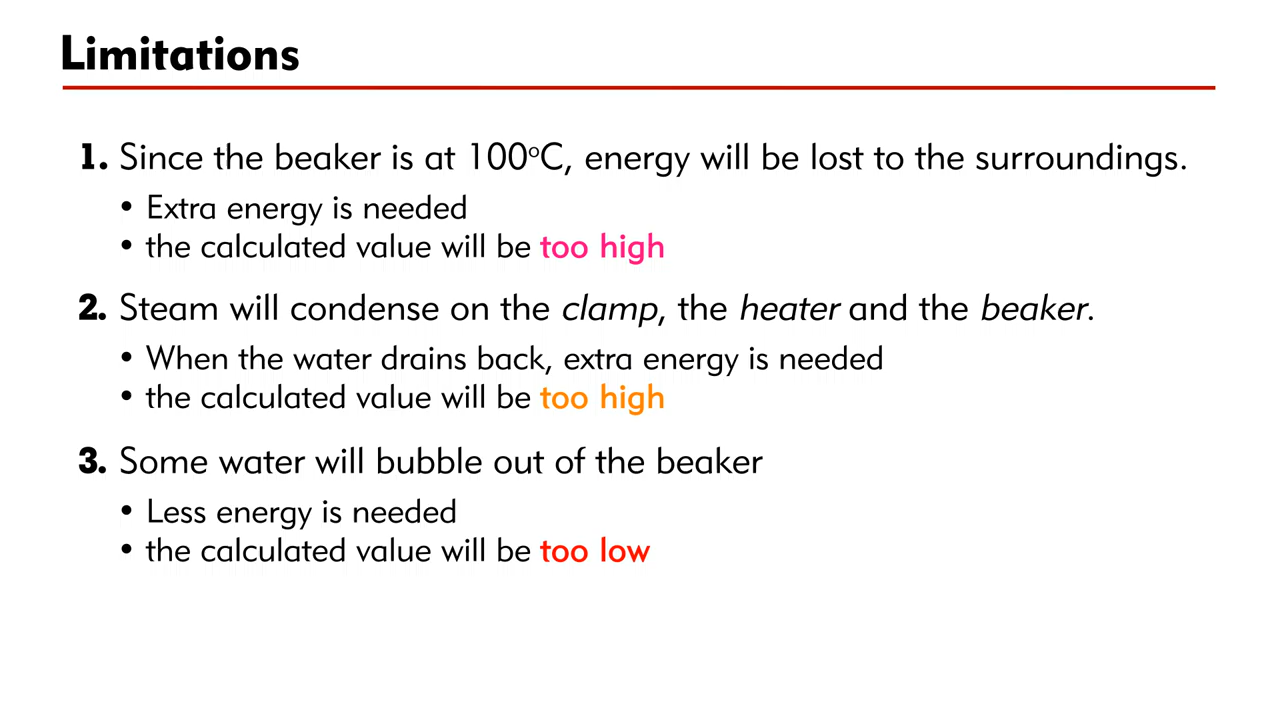 Limitations
1. Since the beaker is at 100ºC, energy will be lost to the surroundings.
• Extra energy is needed
• the calculated value will be too high
2. Steam will condense on the clamp, the heater and the beaker.
• When the water drains back, extra energy is needed
• the calculated value will be too high
3. Some water will bubble out of the beaker
• Less energy is needed
• the calculated value will be too low